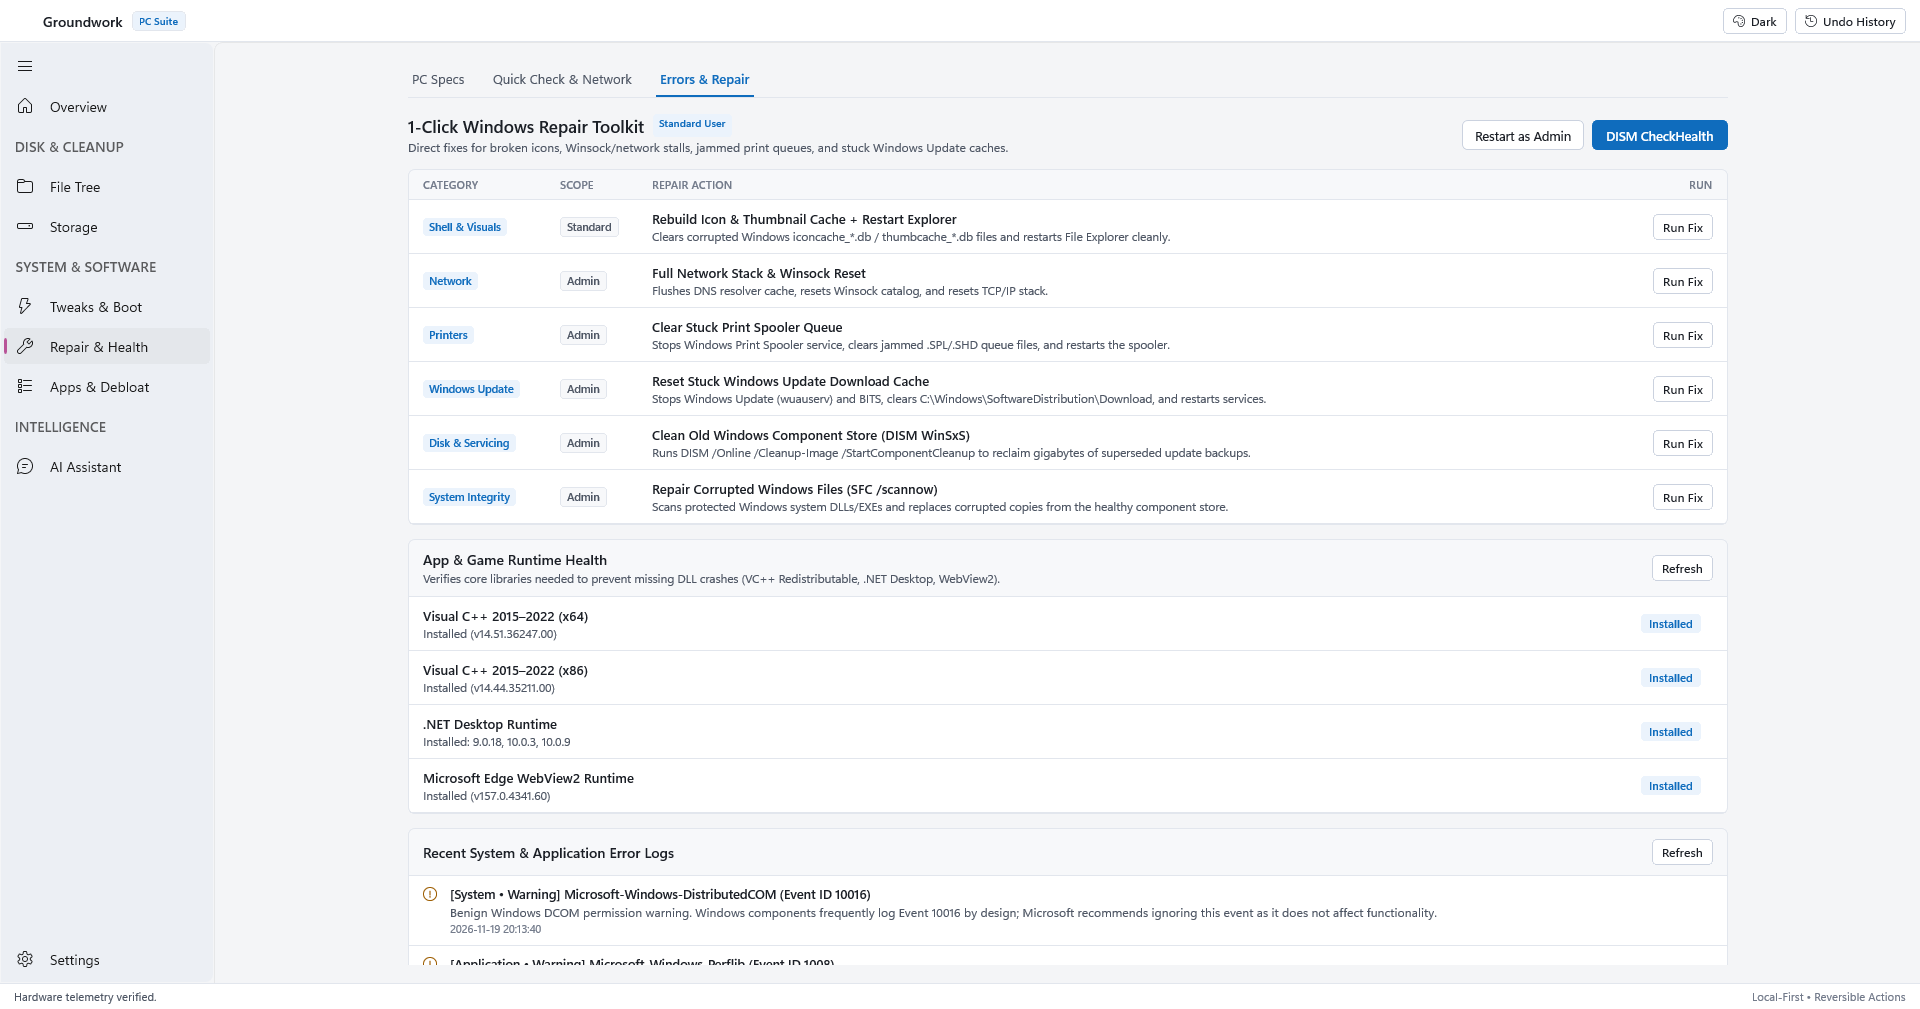 Groundwork
PC Suite
Dark
Undo History
Overview
DISK & CLEANUP
File Tree
Storage
SYSTEM & SOFTWARE
Tweaks & Boot
Repair & Health
Apps & Debloat
INTELLIGENCE
AI Assistant
Settings
PC Specs
Quick Check & Network
Errors & Repair
1-Click Windows Repair Toolkit
Standard User
Direct fixes for broken icons, Winsock/network stalls, jammed print queues, and stuck Windows Update caches.
Restart as Admin
DISM CheckHealth
CATEGORY
SCOPE
REPAIR ACTION
RUN
Shell & Visuals
Standard
Rebuild Icon & Thumbnail Cache + Restart Explorer
Clears corrupted Windows iconcache_*.db / thumbcache_*.db files and restarts File Explorer cleanly.
Run Fix
Network
Admin
Full Network Stack & Winsock Reset
Flushes DNS resolver cache, resets Winsock catalog, and resets TCP/IP stack.
Run Fix
Printers
Admin
Clear Stuck Print Spooler Queue
Stops Windows Print Spooler service, clears jammed .SPL/.SHD queue files, and restarts the spooler.
Run Fix
Windows Update
Admin
Reset Stuck Windows Update Download Cache
Stops Windows Update (wuauserv) and BITS, clears C:\Windows\SoftwareDistribution\Download, and restarts services.
Run Fix
Disk & Servicing
Admin
Clean Old Windows Component Store (DISM WinSxS)
Runs DISM /Online /Cleanup-Image /StartComponentCleanup to reclaim gigabytes of superseded update backups.
Run Fix
System Integrity
Admin
Repair Corrupted Windows Files (SFC /scannow)
Scans protected Windows system DLLs/EXEs and replaces corrupted copies from the healthy component store.
Run Fix
App & Game Runtime Health
Verifies core libraries needed to prevent missing DLL crashes (VC++ Redistributable, .NET Desktop, WebView2).
Refresh
Visual C++ 2015–2022 (x64)
Installed (v14.51.36247.00)
Installed
Visual C++ 2015–2022 (x86)
Installed (v14.44.35211.00)
Installed
.NET Desktop Runtime
Installed: 9.0.18, 10.0.3, 10.0.9
Installed
Microsoft Edge WebView2 Runtime
Installed (v157.0.4341.60)
Installed
Recent System & Application Error Logs
Refresh
[System • Warning] Microsoft-Windows-DistributedCOM (Event ID 10016)
Benign Windows DCOM permission warning. Windows components frequently log Event 10016 by design; Microsoft recommends ignoring this event as it does not affect functionality.
2026-11-19 20:13:40
[Application • Warning] Microsoft-Windows-Perflib (Event ID 1008)
Hardware telemetry verified.
Local-First • Reversible Actions